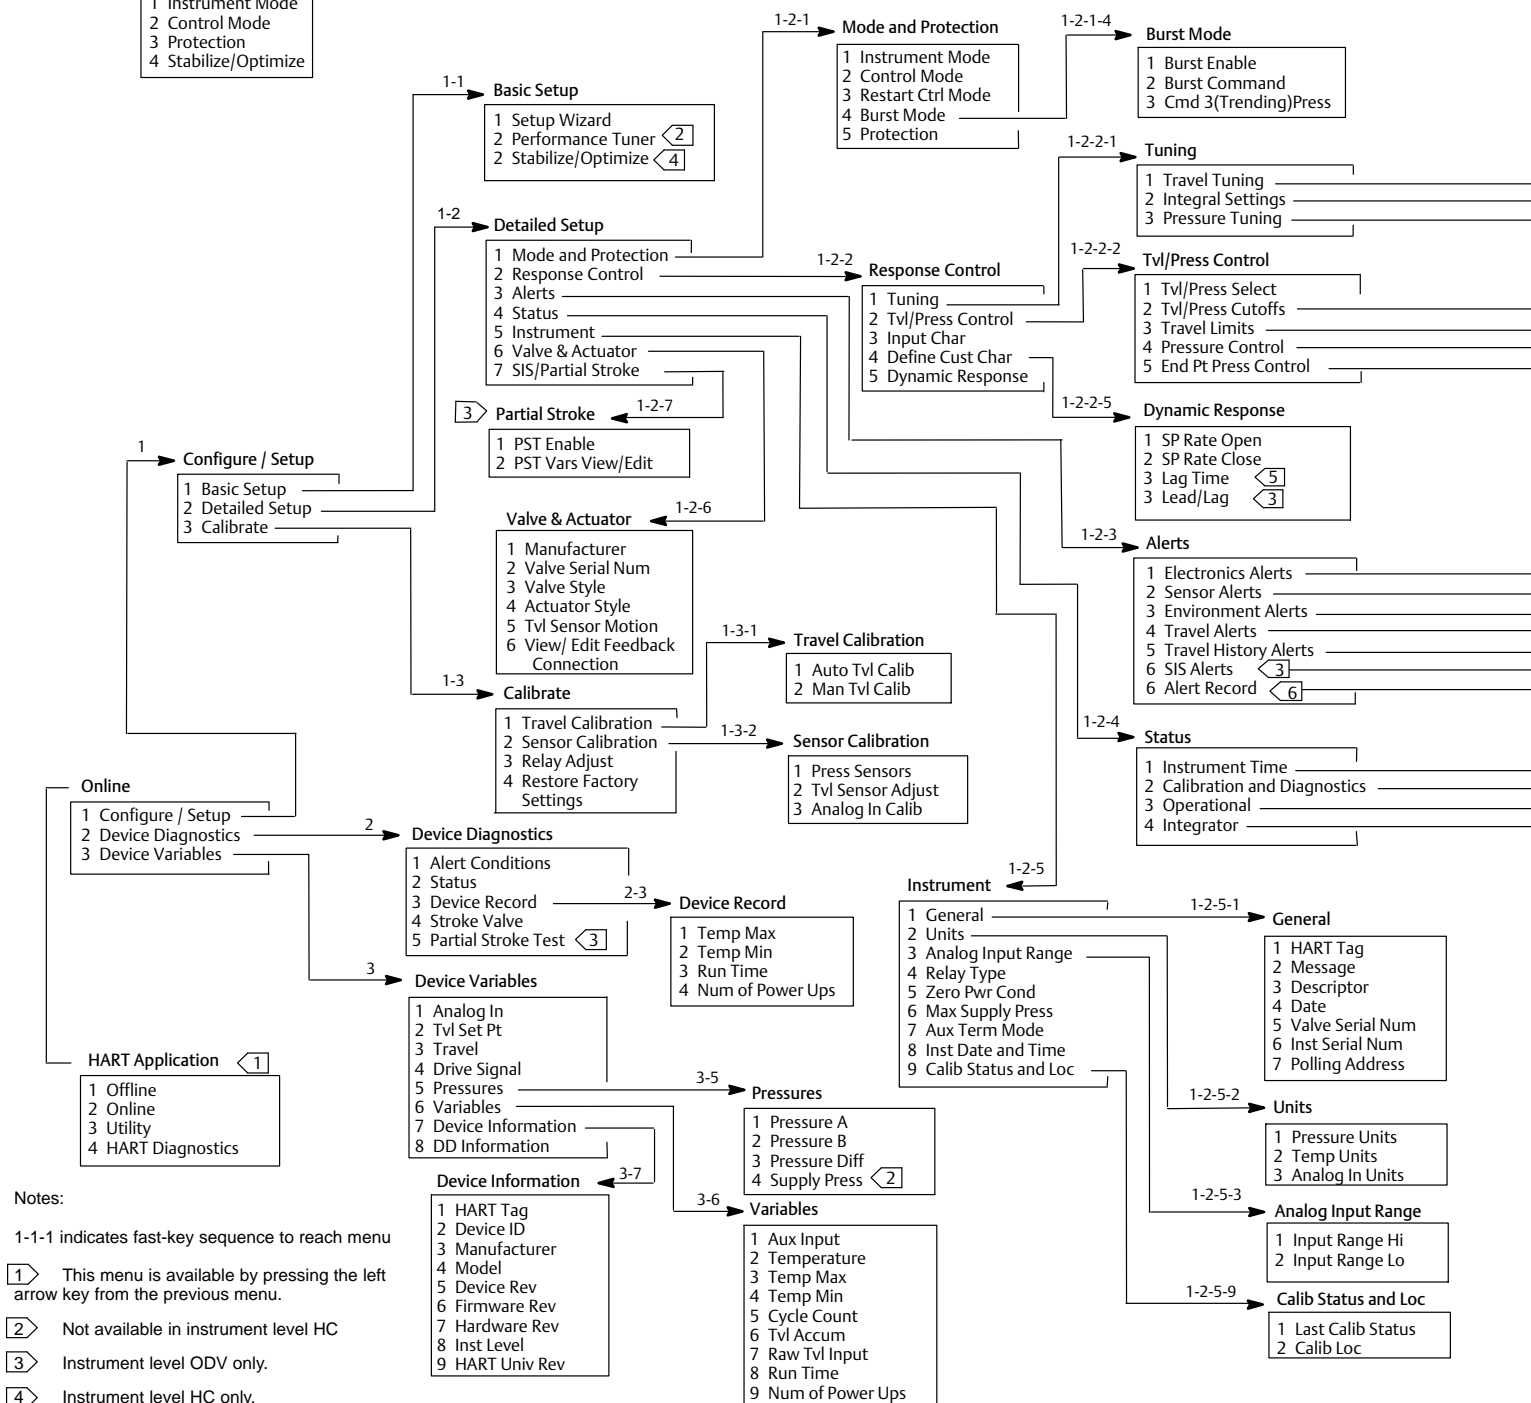 1 Instrument Mode
2 Control Mode
3 Protection
4 Stabilize/Optimize
1-1
Basic Setup
1 Setup Wizard
2 Performance Tuner 2
2 Stabilize/Optimize 4
1-2-1
Mode and Protection
1 Instrument Mode
2 Control Mode
3 Restart Ctrl Mode
4 Burst Mode
5 Protection
1-2-1-4
Burst Mode
1 Burst Enable
2 Burst Command
3 Cmd 3(Trending)Press
1-2
Detailed Setup
1 Mode and Protection
2 Response Control
3 Alerts
4 Status
5 Instrument
6 Valve & Actuator
7 SIS/Partial Stroke
1-2-2
Response Control
1 Tuning
2 Tvl/Press Control
3 Input Char
4 Define Cust Char
5 Dynamic Response
1-2-2-1
Tuning
1 Travel Tuning
2 Integral Settings
3 Pressure Tuning
1-2-2-2
Tvl/Press Control
1 Tvl/Press Select
2 Tvl/Press Cutoffs
3 Travel Limits
4 Pressure Control
5 End Pt Press Control
1-2-2-5
Dynamic Response
1 SP Rate Open
2 SP Rate Close
3 Lag Time 5
3 Lead/Lag 3
3
Partial Stroke
1-2-7
1 PST Enable
2 PST Vars View/Edit
1
Configure / Setup
1 Basic Setup
2 Detailed Setup
3 Calibrate
Valve & Actuator
1-2-6
1 Manufacturer
2 Valve Serial Num
3 Valve Style
4 Actuator Style
5 Tvl Sensor Motion
6 View/ Edit Feedback
Connection
1-2-3
Alerts
1 Electronics Alerts
2 Sensor Alerts
3 Environment Alerts
4 Travel Alerts
5 Travel History Alerts
6 SIS Alerts 3
6 Alert Record 6
1-3
Calibrate
1 Travel Calibration
2 Sensor Calibration
3 Relay Adjust
4 Restore Factory
Settings
1-3-1
Travel Calibration
1 Auto Tvl Calib
2 Man Tvl Calib
1-3-2
Sensor Calibration
1 Press Sensors
2 Tvl Sensor Adjust
3 Analog In Calib
1-2-4
Status
1 Instrument Time
2 Calibration and Diagnostics
3 Operational
4 Integrator
Online
1 Configure / Setup
2 Device Diagnostics
3 Device Variables
2
Device Diagnostics
1 Alert Conditions
2 Status
3 Device Record
4 Stroke Valve
5 Partial Stroke Test 3
2-3
Device Record
1 Temp Max
2 Temp Min
3 Run Time
4 Num of Power Ups
1-2-5
Instrument
1 General
2 Units
3 Analog Input Range
4 Relay Type
5 Zero Pwr Cond
6 Max Supply Press
7 Aux Term Mode
8 Inst Date and Time
9 Calib Status and Loc
1-2-5-1
General
1 HART Tag
2 Message
3 Descriptor
4 Date
5 Valve Serial Num
6 Inst Serial Num
7 Polling Address
3
Device Variables
1 Analog In
2 Tvl Set Pt
3 Travel
4 Drive Signal
5 Pressures
6 Variables
7 Device Information
8 DD Information
HART Application 1
1 Offline
2 Online
3 Utility
4 HART Diagnostics
3-5
Pressures
1 Pressure A
2 Pressure B
3 Pressure Diff
4 Supply Press 2
1-2-5-2
Units
1 Pressure Units
2 Temp Units
3 Analog In Units
Device Information
3-7
1 HART Tag
2 Device ID
3 Manufacturer
4 Model
5 Device Rev
6 Firmware Rev
7 Hardware Rev
8 Inst Level
9 HART Univ Rev
3-6
Variables
1 Aux Input
2 Temperature
3 Temp Max
4 Temp Min
5 Cycle Count
6 Tvl Accum
7 Raw Tvl Input
8 Run Time
9 Num of Power Ups
1-2-5-3
Analog Input Range
1 Input Range Hi
2 Input Range Lo
1-2-5-9
Calib Status and Loc
1 Last Calib Status
2 Calib Loc
Notes:
1-1-1 indicates fast-key sequence to reach menu
1 This menu is available by pressing the left
arrow key from the previous menu.
2 Not available in instrument level HC
3 Instrument level ODV only.
4 Instrument level HC only.